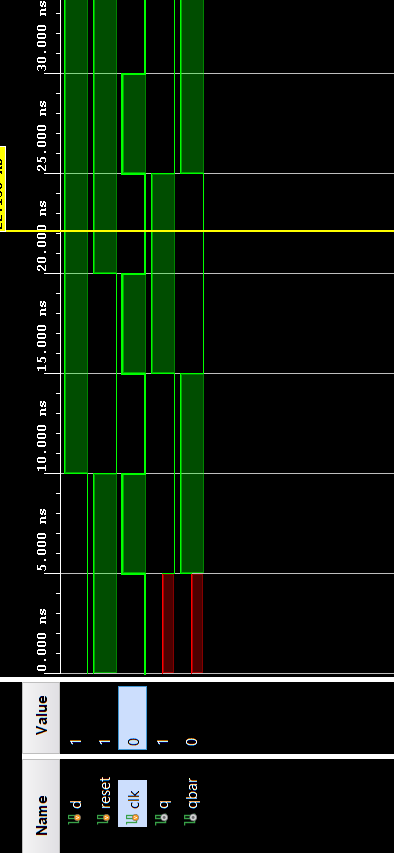 Name
Value
0.000 ns
5.000 ns
10.000 ns
15.000 ns
20.000 ns
25.000 ns
30.000 ns
d
1
reset
1
clk
0
q
1
qbar
0